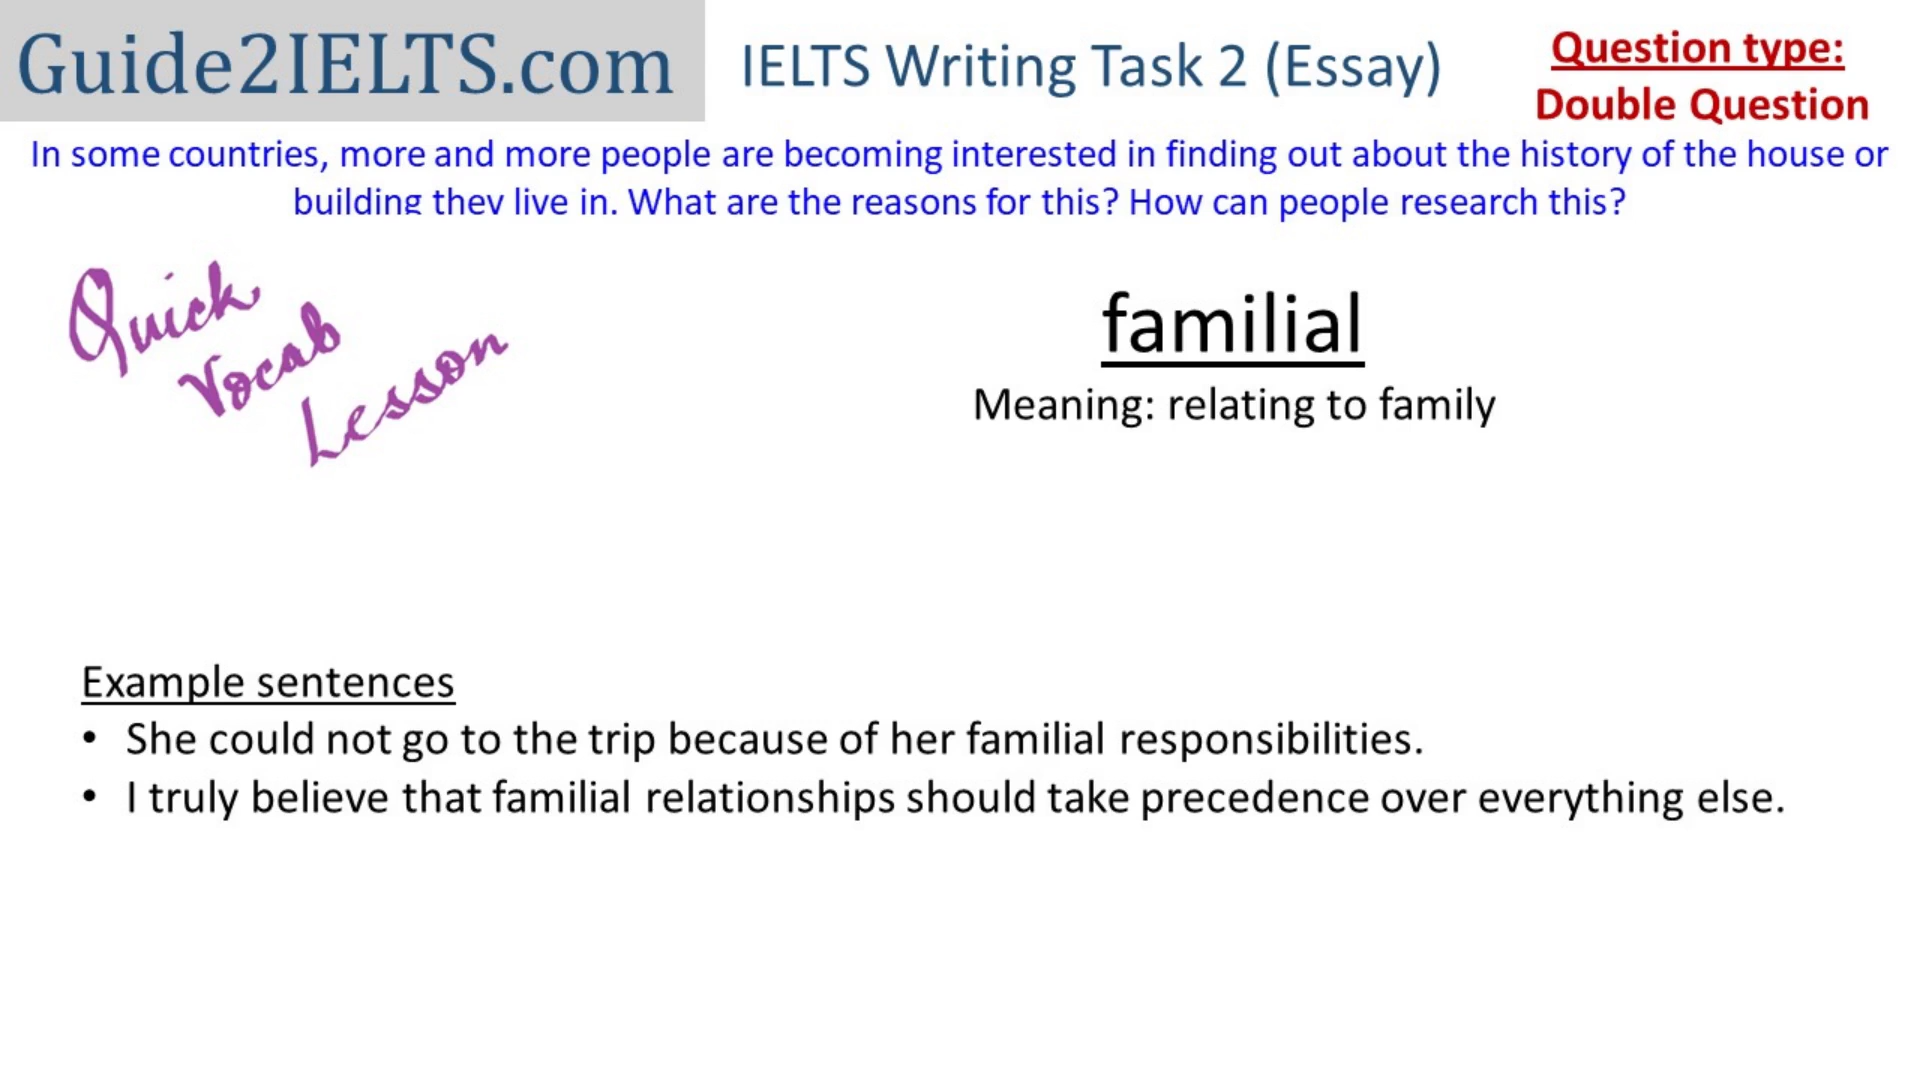 Guide2IELTS.com
IELTS Writing Task 2 (Essay)
Question type:
Double Question
In some countries, more and more people are becoming interested in finding out about the history of the house or
building they live in. What are the reasons for this? How can people research this?
Quick
Vocab
Lesson
familial
Meaning: relating to family
Example sentences
• She could not go to the trip because of her familial responsibilities.
• I truly believe that familial relationships should take precedence over everything else.